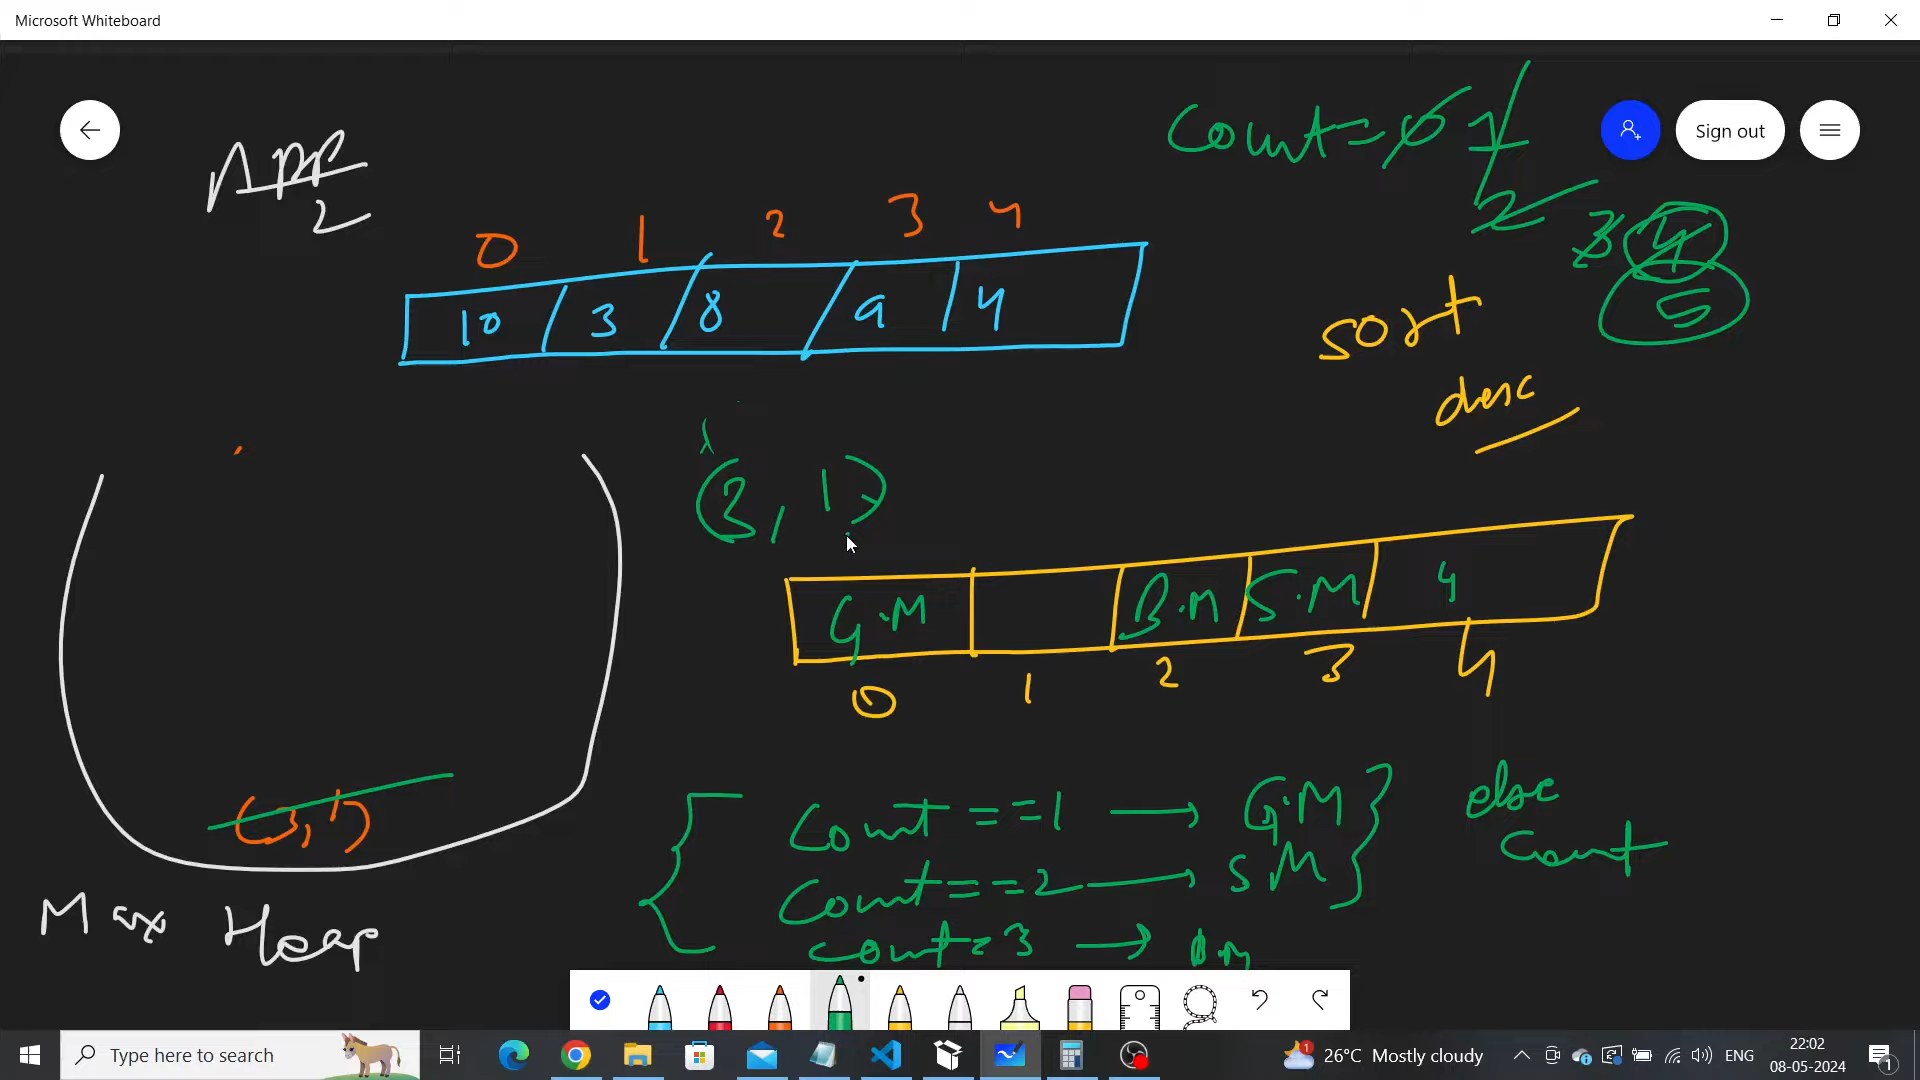 Microsoft Whiteboard
App 2
Count = 0 1 2 3 4 5
Sign out
0 1 2 3 4
10 3 8 9 4
sort
desc
(3, 1)
G.M B.M S.M 4
0 1 2 3 4
(3, 1)
Max Heap
Count == 1 → G.M
Count == 2 → S M
Count = 3 → B.M
else
Count
Type here to search
26°C Mostly cloudy
ENG
22:02
08-05-2024
1